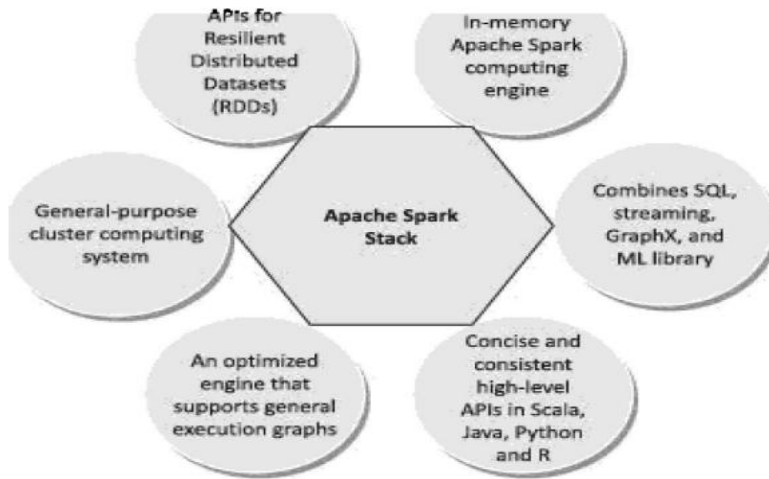 APIs for
Resilient
Distributed
Datasets
(RDDs)
In-memory
Apache Spark
computing
engine
General-purpose
cluster computing
system
Apache Spark
Stack
Combines SQL,
streaming,
GraphX, and
ML library
An optimized
engine that
supports general
execution graphs
Concise and
consistent
high-level
APIs in Scala,
Java, Python
and R